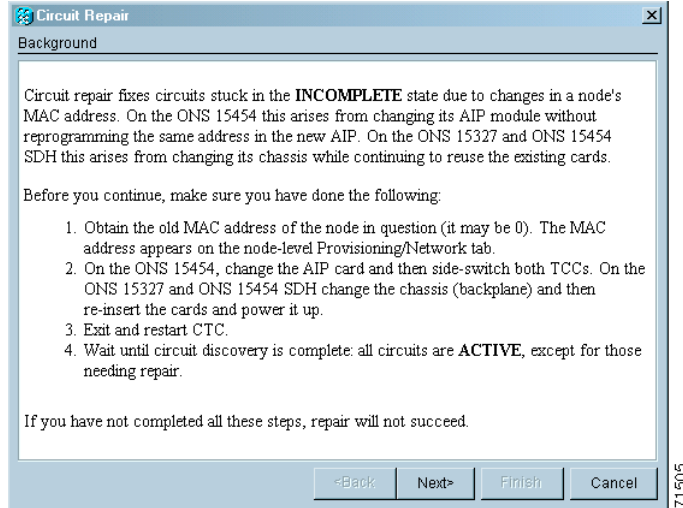 Circuit Repair
Background
Circuit repair fixes circuits stuck in the INCOMPLETE state due to changes in a node's
MAC address. On the ONS 15454 this arises from changing its AIP module without
reprogramming the same address in the new AIP. On the ONS 15327 and ONS 15454
SDH this arises from changing its chassis while continuing to reuse the existing cards.
Before you continue, make sure you have done the following:
1. Obtain the old MAC address of the node in question (it may be 0). The MAC
address appears on the node-level Provisioning/Network tab.
2. On the ONS 15454, change the AIP card and then side-switch both TCCs. On the
ONS 15327 and ONS 15454 SDH change the chassis (backplane) and then
re-insert the cards and power it up.
3. Exit and restart CTC.
4. Wait until circuit discovery is complete: all circuits are ACTIVE, except for those
needing repair.
If you have not completed all these steps, repair will not succeed.
<Back Next> Finish Cancel
71505